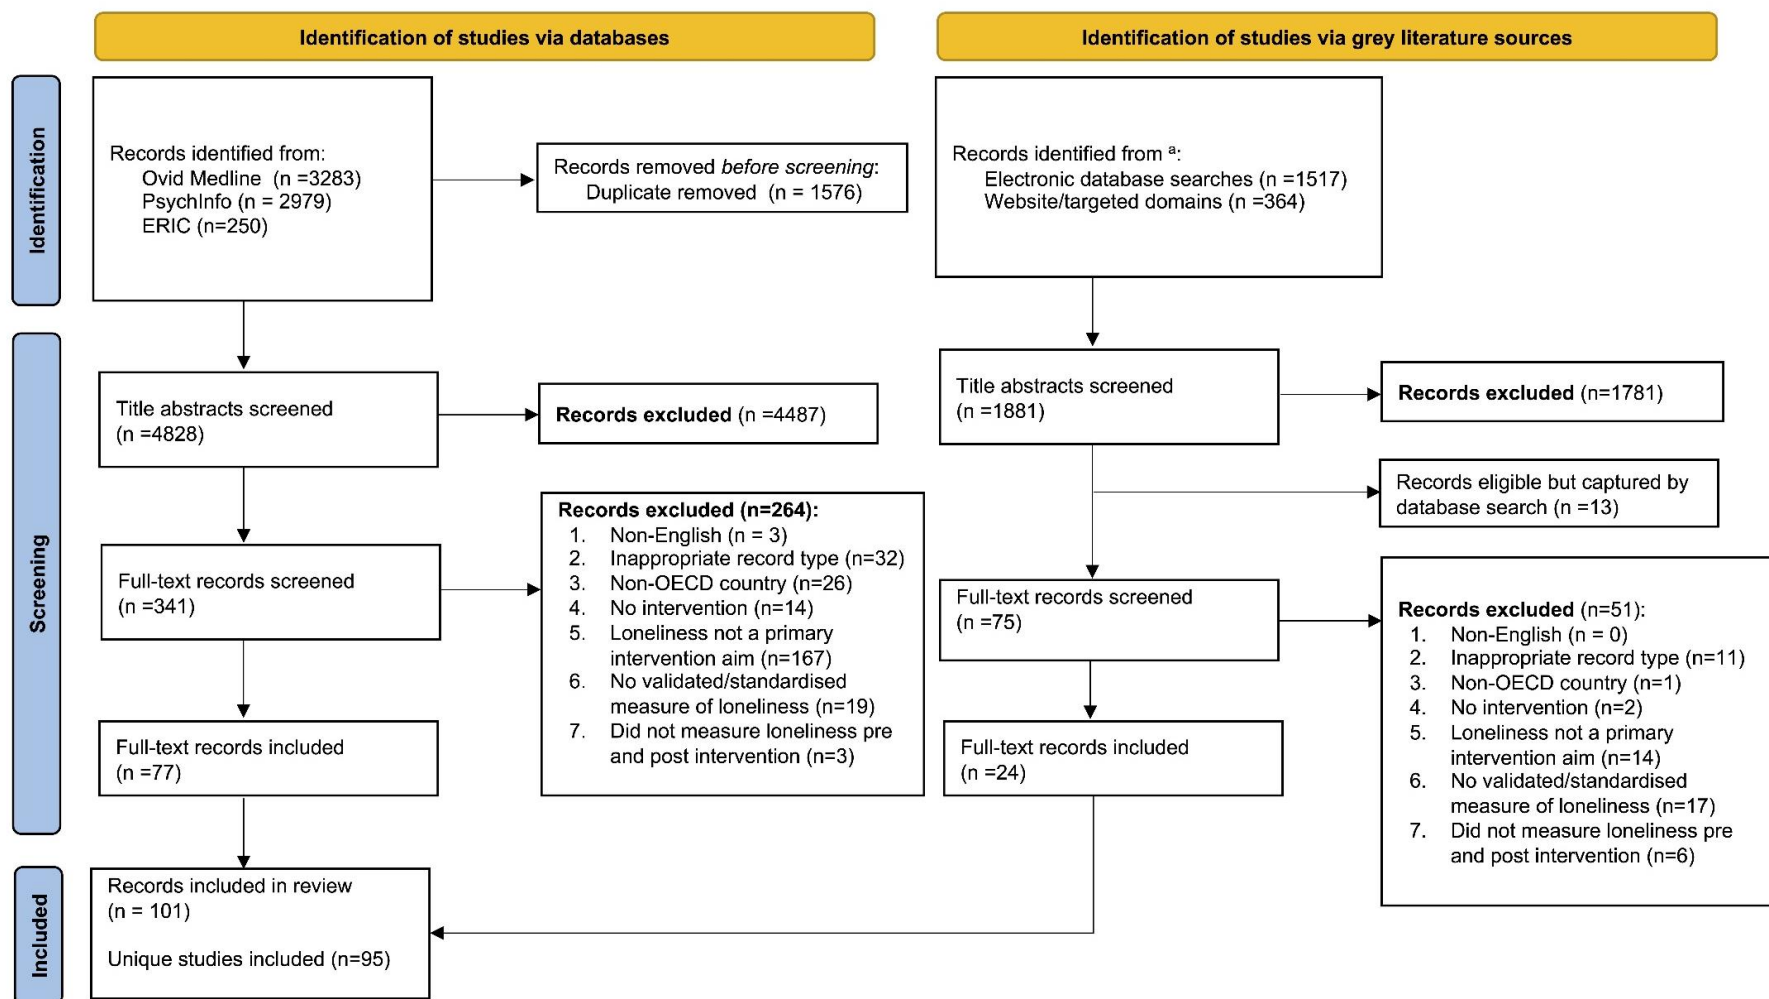 Identification of studies via databases
Identification of studies via grey literature sources
Identification
Records identified from:
Ovid Medline (n =3283)
PsychInfo (n = 2979)
ERIC (n=250)
Records removed before screening:
Duplicate removed (n = 1576)
Records identified from a:
Electronic database searches (n =1517)
Website/targeted domains (n =364)
Screening
Title abstracts screened
(n =4828)
Records excluded (n =4487)
Title abstracts screened
(n =1881)
Records excluded (n=1781)
Records eligible but captured by
database search (n =13)
Full-text records screened
(n =341)
Records excluded (n=264):
1. Non-English (n = 3)
2. Inappropriate record type (n=32)
3. Non-OECD country (n=26)
4. No intervention (n=14)
5. Loneliness not a primary
intervention aim (n=167)
6. No validated/standardised
measure of loneliness (n=19)
7. Did not measure loneliness pre
and post intervention (n=3)
Full-text records screened
(n =75)
Records excluded (n=51):
1. Non-English (n = 0)
2. Inappropriate record type (n=11)
3. Non-OECD country (n=1)
4. No intervention (n=2)
5. Loneliness not a primary
intervention aim (n=14)
6. No validated/standardised
measure of loneliness (n=17)
7. Did not measure loneliness pre
and post intervention (n=6)
Full-text records included
(n =77)
Full-text records included
(n =24)
Included
Records included in review
(n = 101)
Unique studies included (n=95)